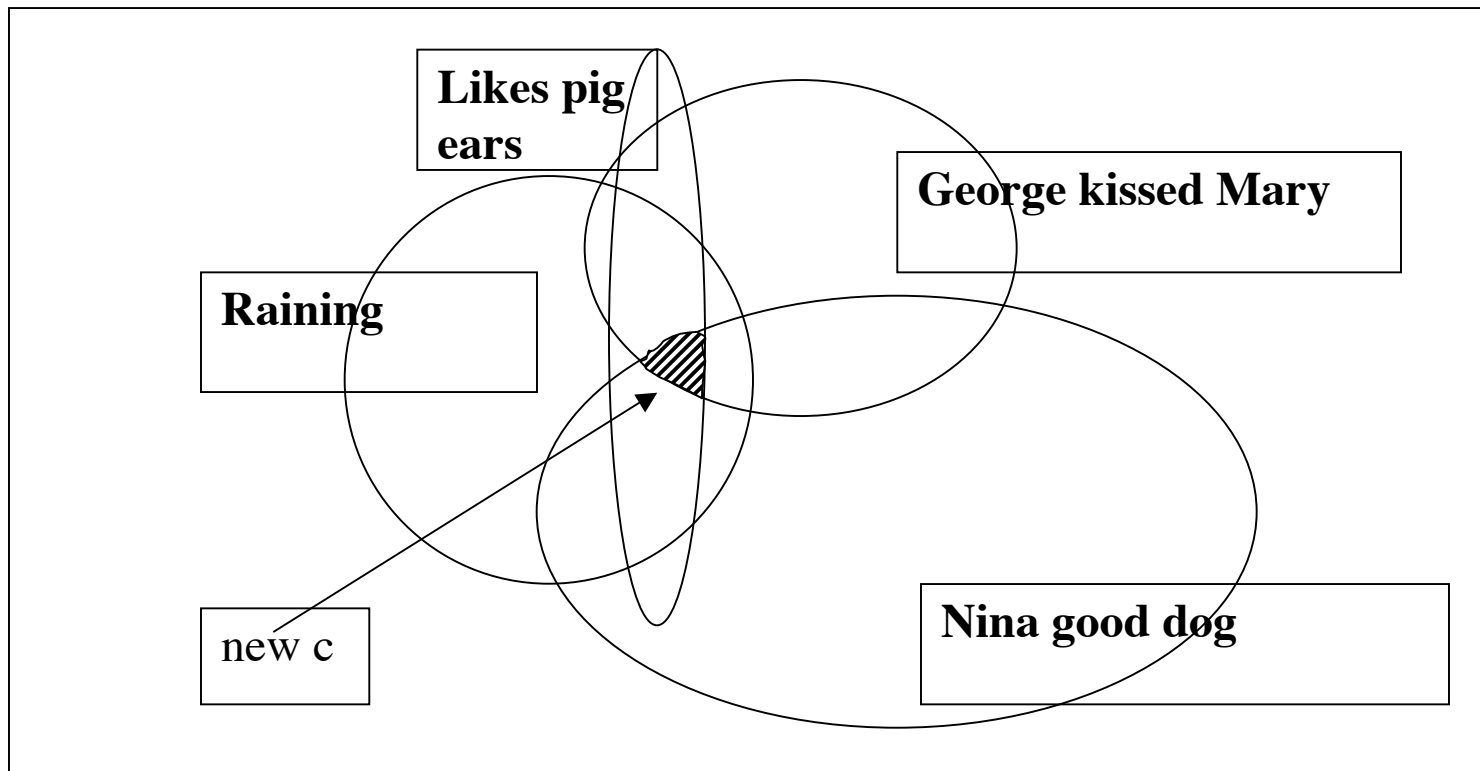 Likes pig
ears
George kissed Mary
Raining
Nina good dog
new c